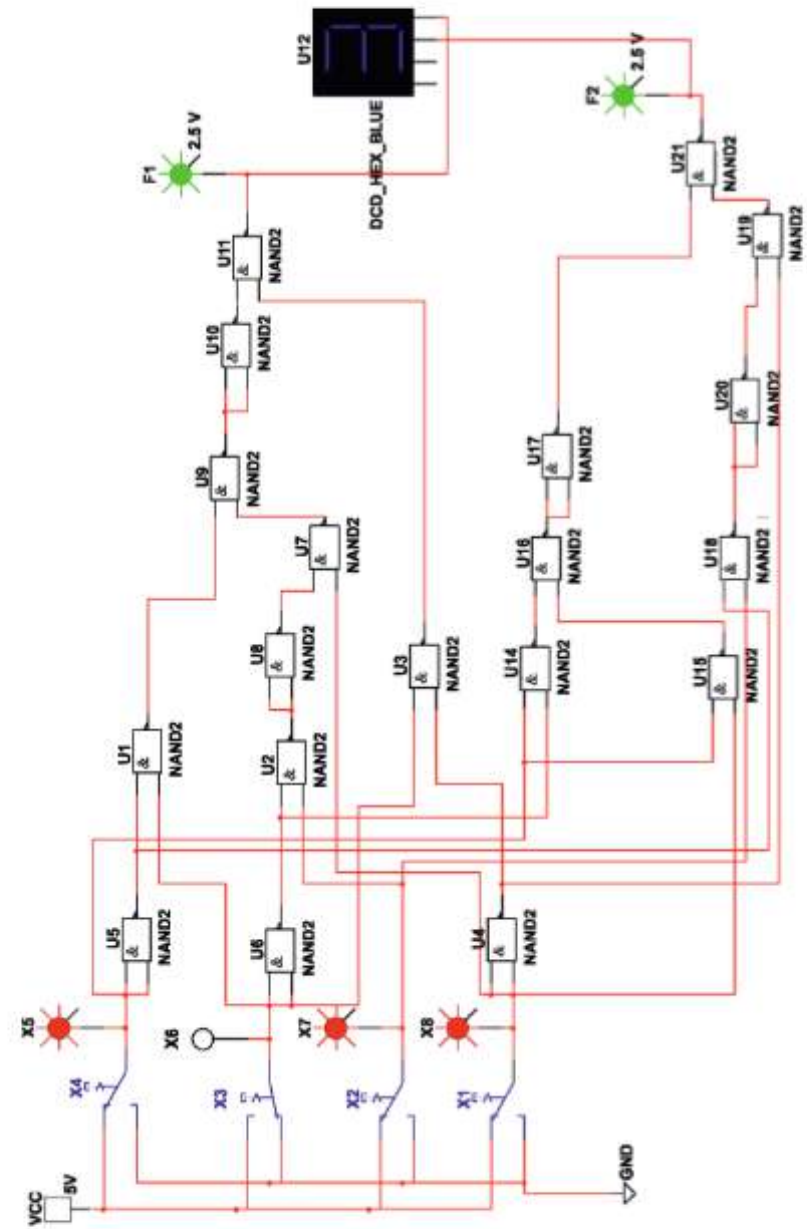 VCC
5V
GND
X4
X3
X2
X1
X5
X6
X7
X8
U5
&
NAND2
U6
&
NAND2
U4
&
NAND2
U1
&
NAND2
U2
&
NAND2
U8
&
NAND2
U3
&
NAND2
U7
&
NAND2
U9
&
NAND2
U10
&
NAND2
U11
&
NAND2
F1
2.5 V
U12
3
DCD_HEX_BLUE
U14
&
NAND2
U15
&
NAND2
U16
&
NAND2
U17
&
NAND2
U18
&
NAND2
U20
&
NAND2
U19
&
NAND2
U21
&
NAND2
F2
2.5 V